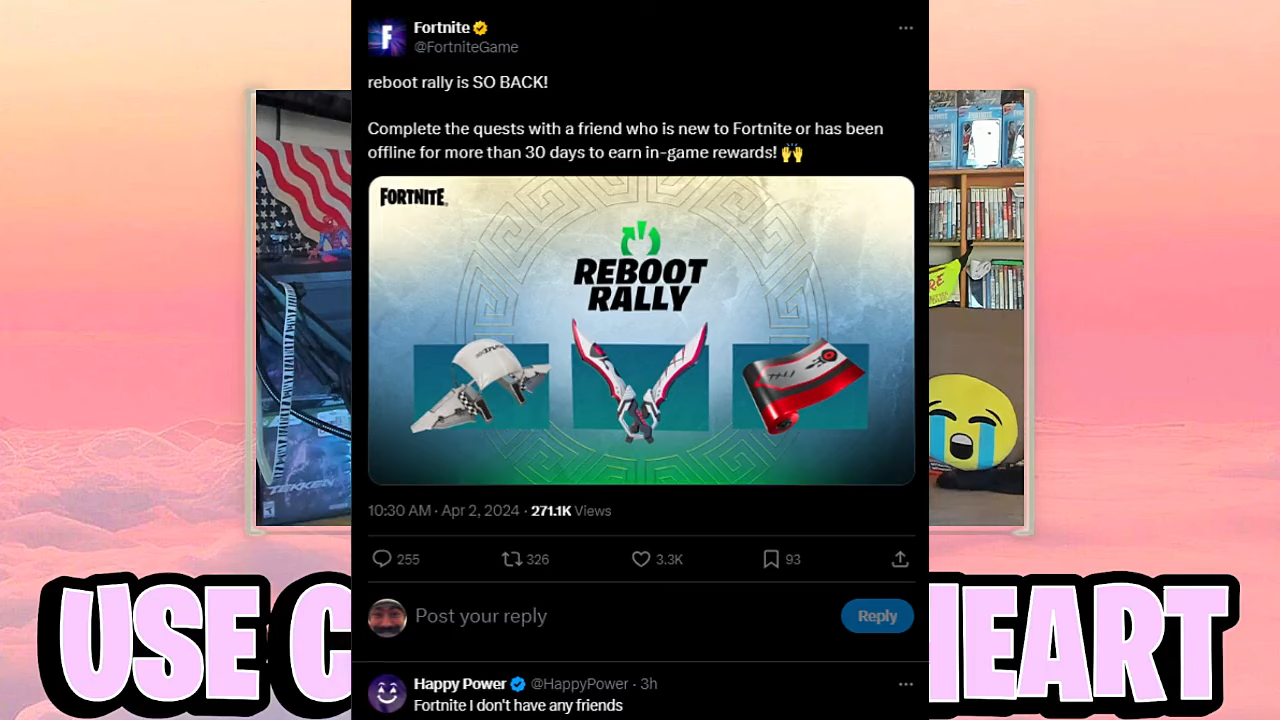 Fortnite
@FortniteGame
reboot rally is SO BACK!
Complete the quests with a friend who is new to Fortnite or has been
offline for more than 30 days to earn in-game rewards! 🙌
FORTNITE
REBOOT
RALLY
10:30 AM · Apr 2, 2024 · 271.1K Views
255
326
3.3K
93
Post your reply
Reply
Happy Power @HappyPower · 3h
Fortnite I don't have any friends
USE C
HEART
TEKKEN